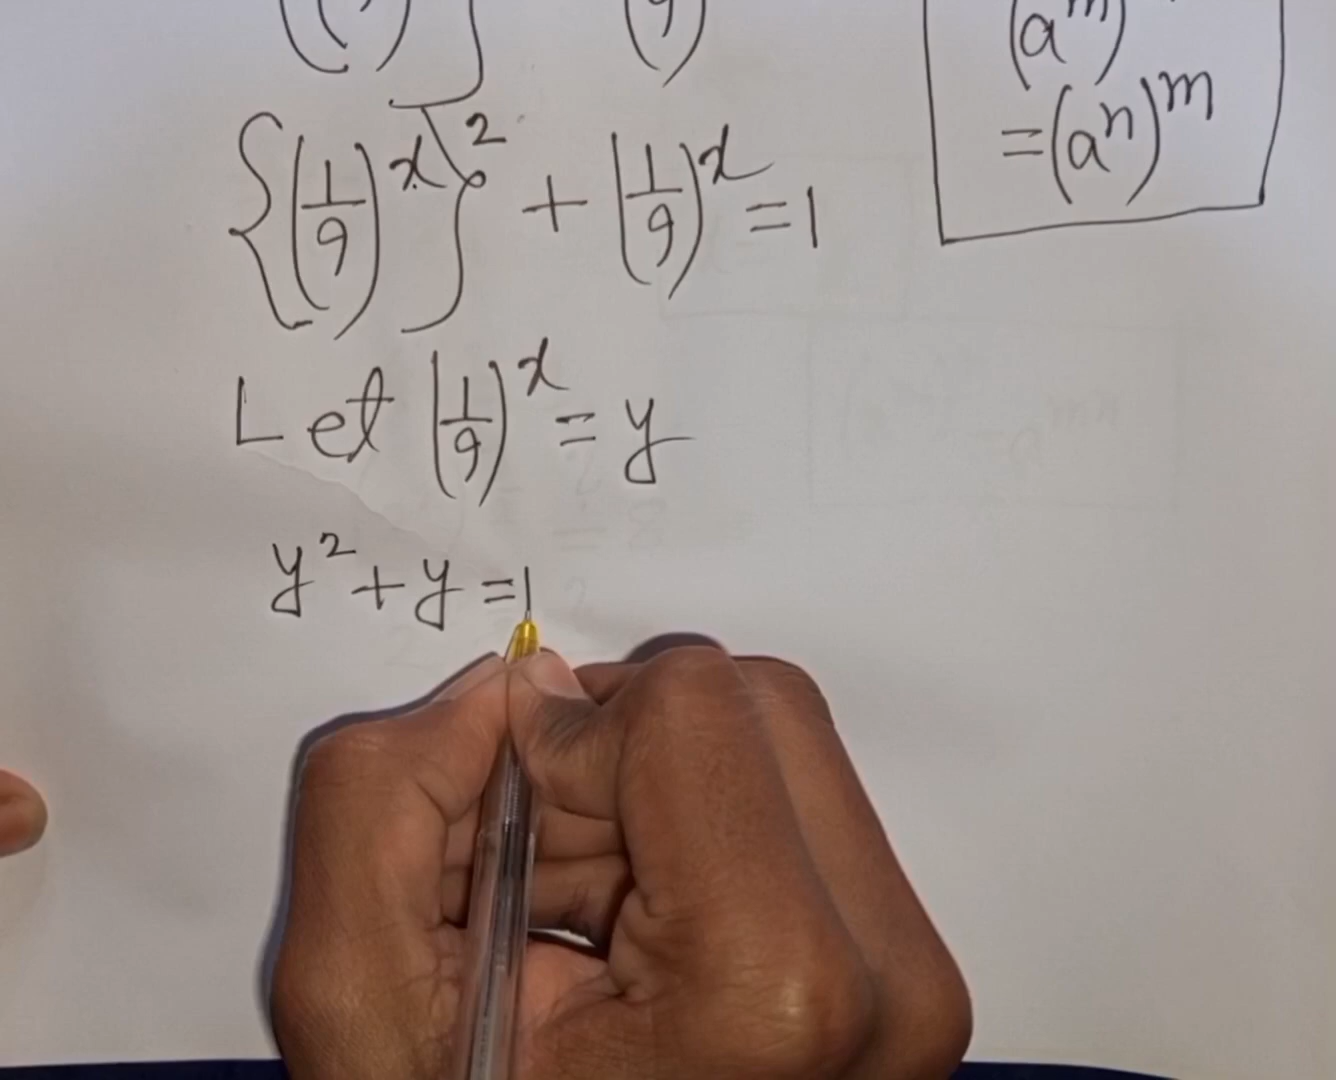 (a^m)
=(a^n)^m
{(1/9)^x}^2 + (1/9)^x = 1
Let (1/9)^x = y
y^2 + y = 1